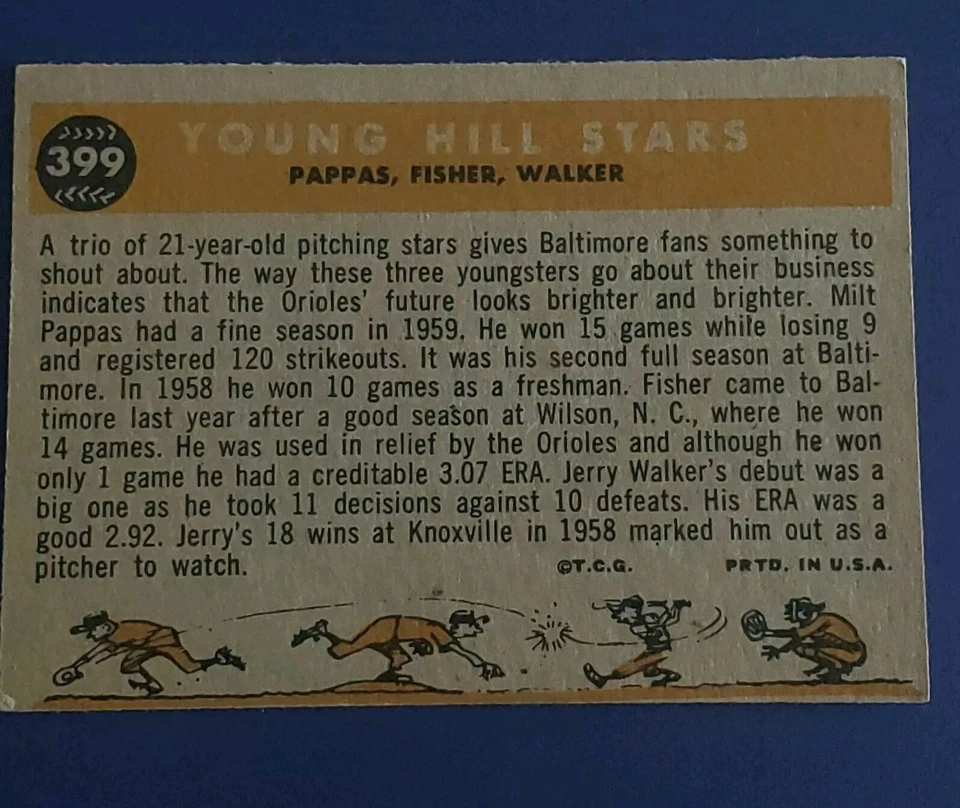 399
YOUNG HILL STARS
PAPPAS, FISHER, WALKER
A trio of 21-year-old pitching stars gives Baltimore fans something to
shout about. The way these three youngsters go about their business
indicates that the Orioles' future looks brighter and brighter. Milt
Pappas had a fine season in 1959. He won 15 games while losing 9
and registered 120 strikeouts. It was his second full season at Balti-
more. In 1958 he won 10 games as a freshman. Fisher came to Bal-
timore last year after a good season at Wilson, N. C., where he won
14 games. He was used in relief by the Orioles and although he won
only 1 game he had a creditable 3.07 ERA. Jerry Walker's debut was a
big one as he took 11 decisions against 10 defeats. His ERA was a
good 2.92. Jerry's 18 wins at Knoxville in 1958 marked him out as a
pitcher to watch.
©T.C.G. PRTD. IN U.S.A.